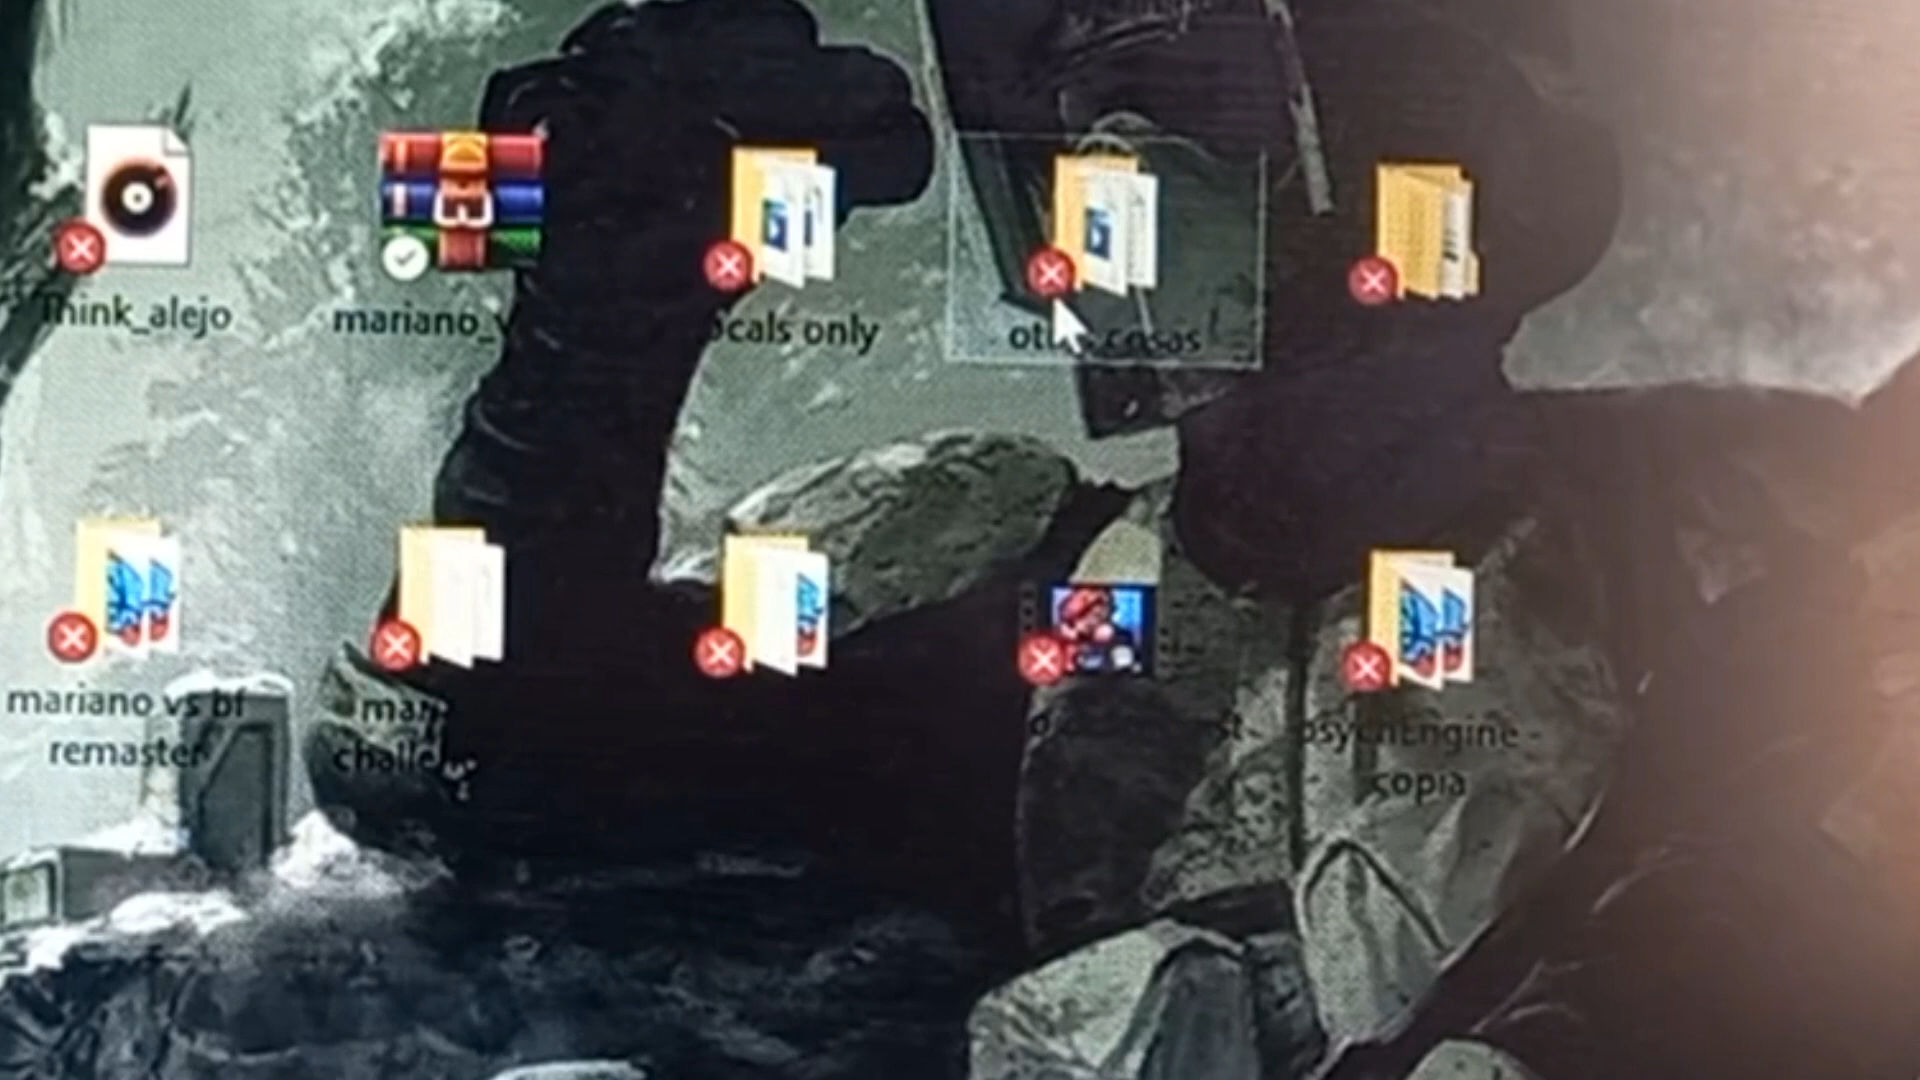 Think_alejo
mariano_v
ocals only
otras cosas
mariano vs bf
remaster
mar
challe
psychEngine -
copia